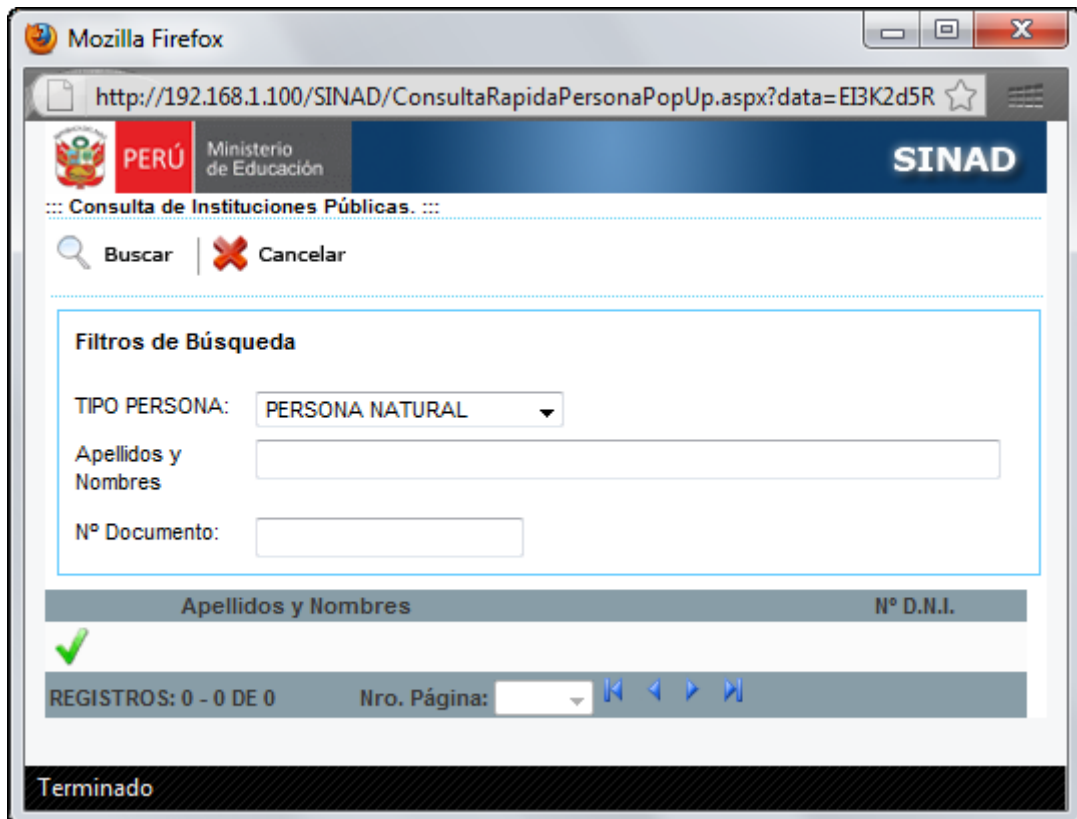 Mozilla Firefox
http://192.168.1.100/SINAD/ConsultaRapidaPersonaPopUp.aspx?data=EI3K2d5R
PERÚ
Ministerio
de Educación
SINAD
::: Consulta de Instituciones Públicas. :::
Buscar
Cancelar
Filtros de Búsqueda
TIPO PERSONA:
PERSONA NATURAL
Apellidos y
Nombres
Nº Documento:
Apellidos y Nombres
Nº D.N.I.
REGISTROS: 0 - 0 DE 0
Nro. Página:
Terminado